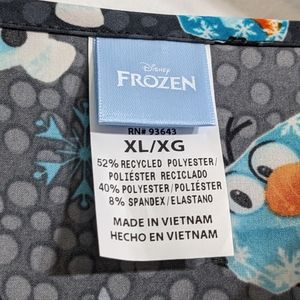 Disney
FROZEN
RN# 93643
XL/XG
52% RECYCLED POLYESTER/
POLIÉSTER RECICLADO
40% POLYESTER/POLIÉSTER
8% SPANDEX/ELASTANO
MADE IN VIETNAM
HECHO EN VIETNAM